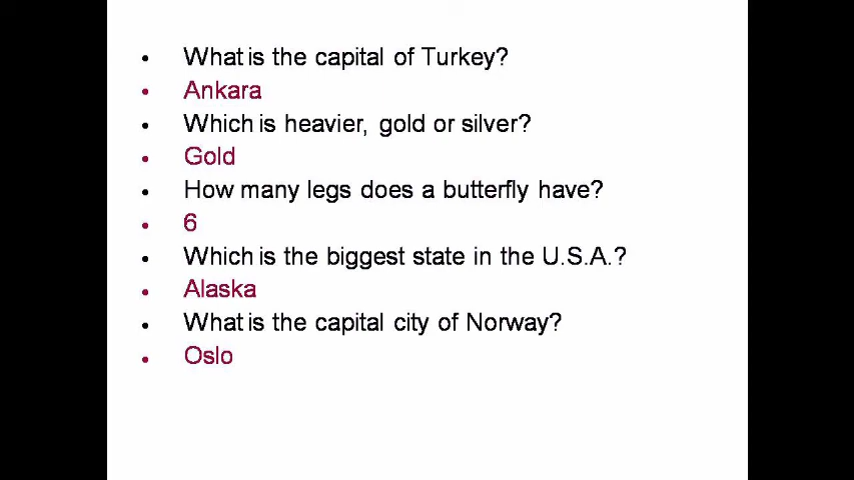 • What is the capital of Turkey?
• Ankara
• Which is heavier, gold or silver?
• Gold
• How many legs does a butterfly have?
• 6
• Which is the biggest state in the U.S.A.?
• Alaska
• What is the capital city of Norway?
• Oslo